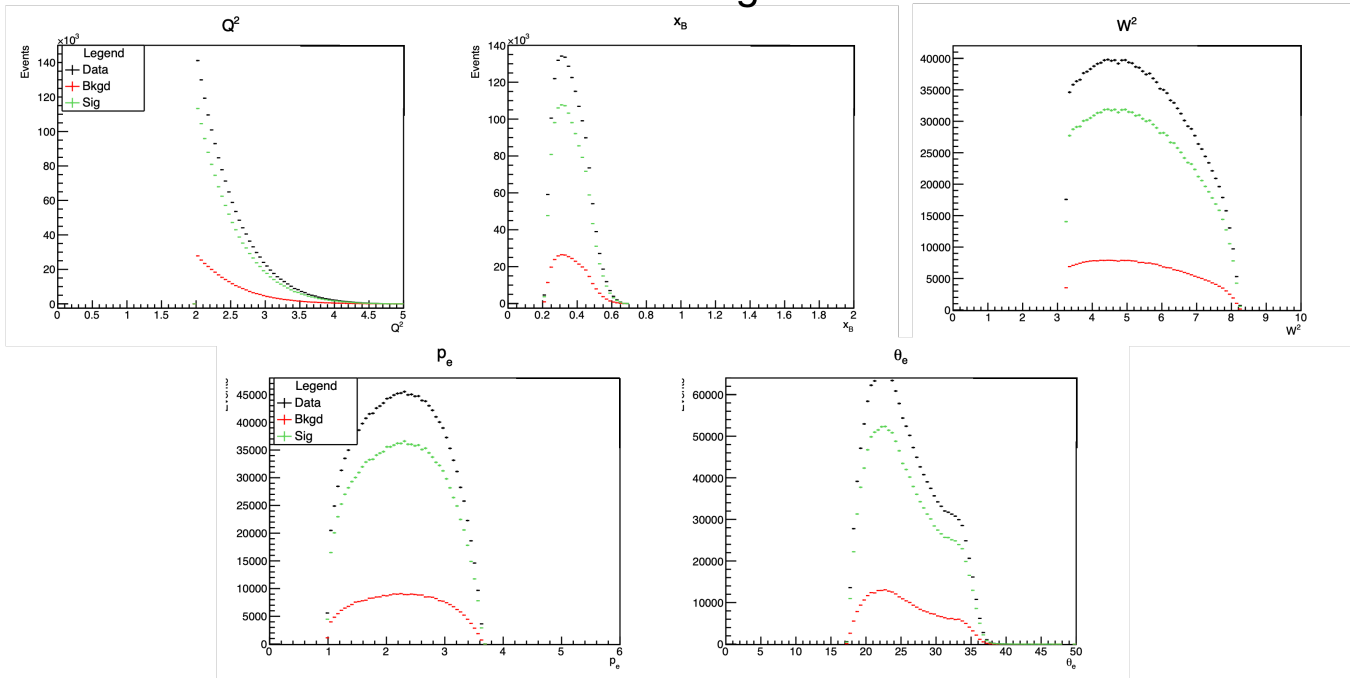 Q²
×10³
Events
Legend
Data
Bkgd
Sig
140
120
100
80
60
40
20
0
0 0.5 1 1.5 2 2.5 3 3.5 4 4.5 5
Q²
x_B
×10³
Events
140
120
100
80
60
40
20
0
0 0.2 0.4 0.6 0.8 1 1.2 1.4 1.6 1.8 2
x_B
W²
40000
35000
30000
25000
20000
15000
10000
5000
0
0 1 2 3 4 5 6 7 8 9 10
W²
p_e
Legend
Data
Bkgd
Sig
45000
40000
35000
30000
25000
20000
15000
10000
5000
0
0 1 2 3 4 5 6
p_e
θ_e
60000
50000
40000
30000
20000
10000
0
0 5 10 15 20 25 30 35 40 45 50
θ_e